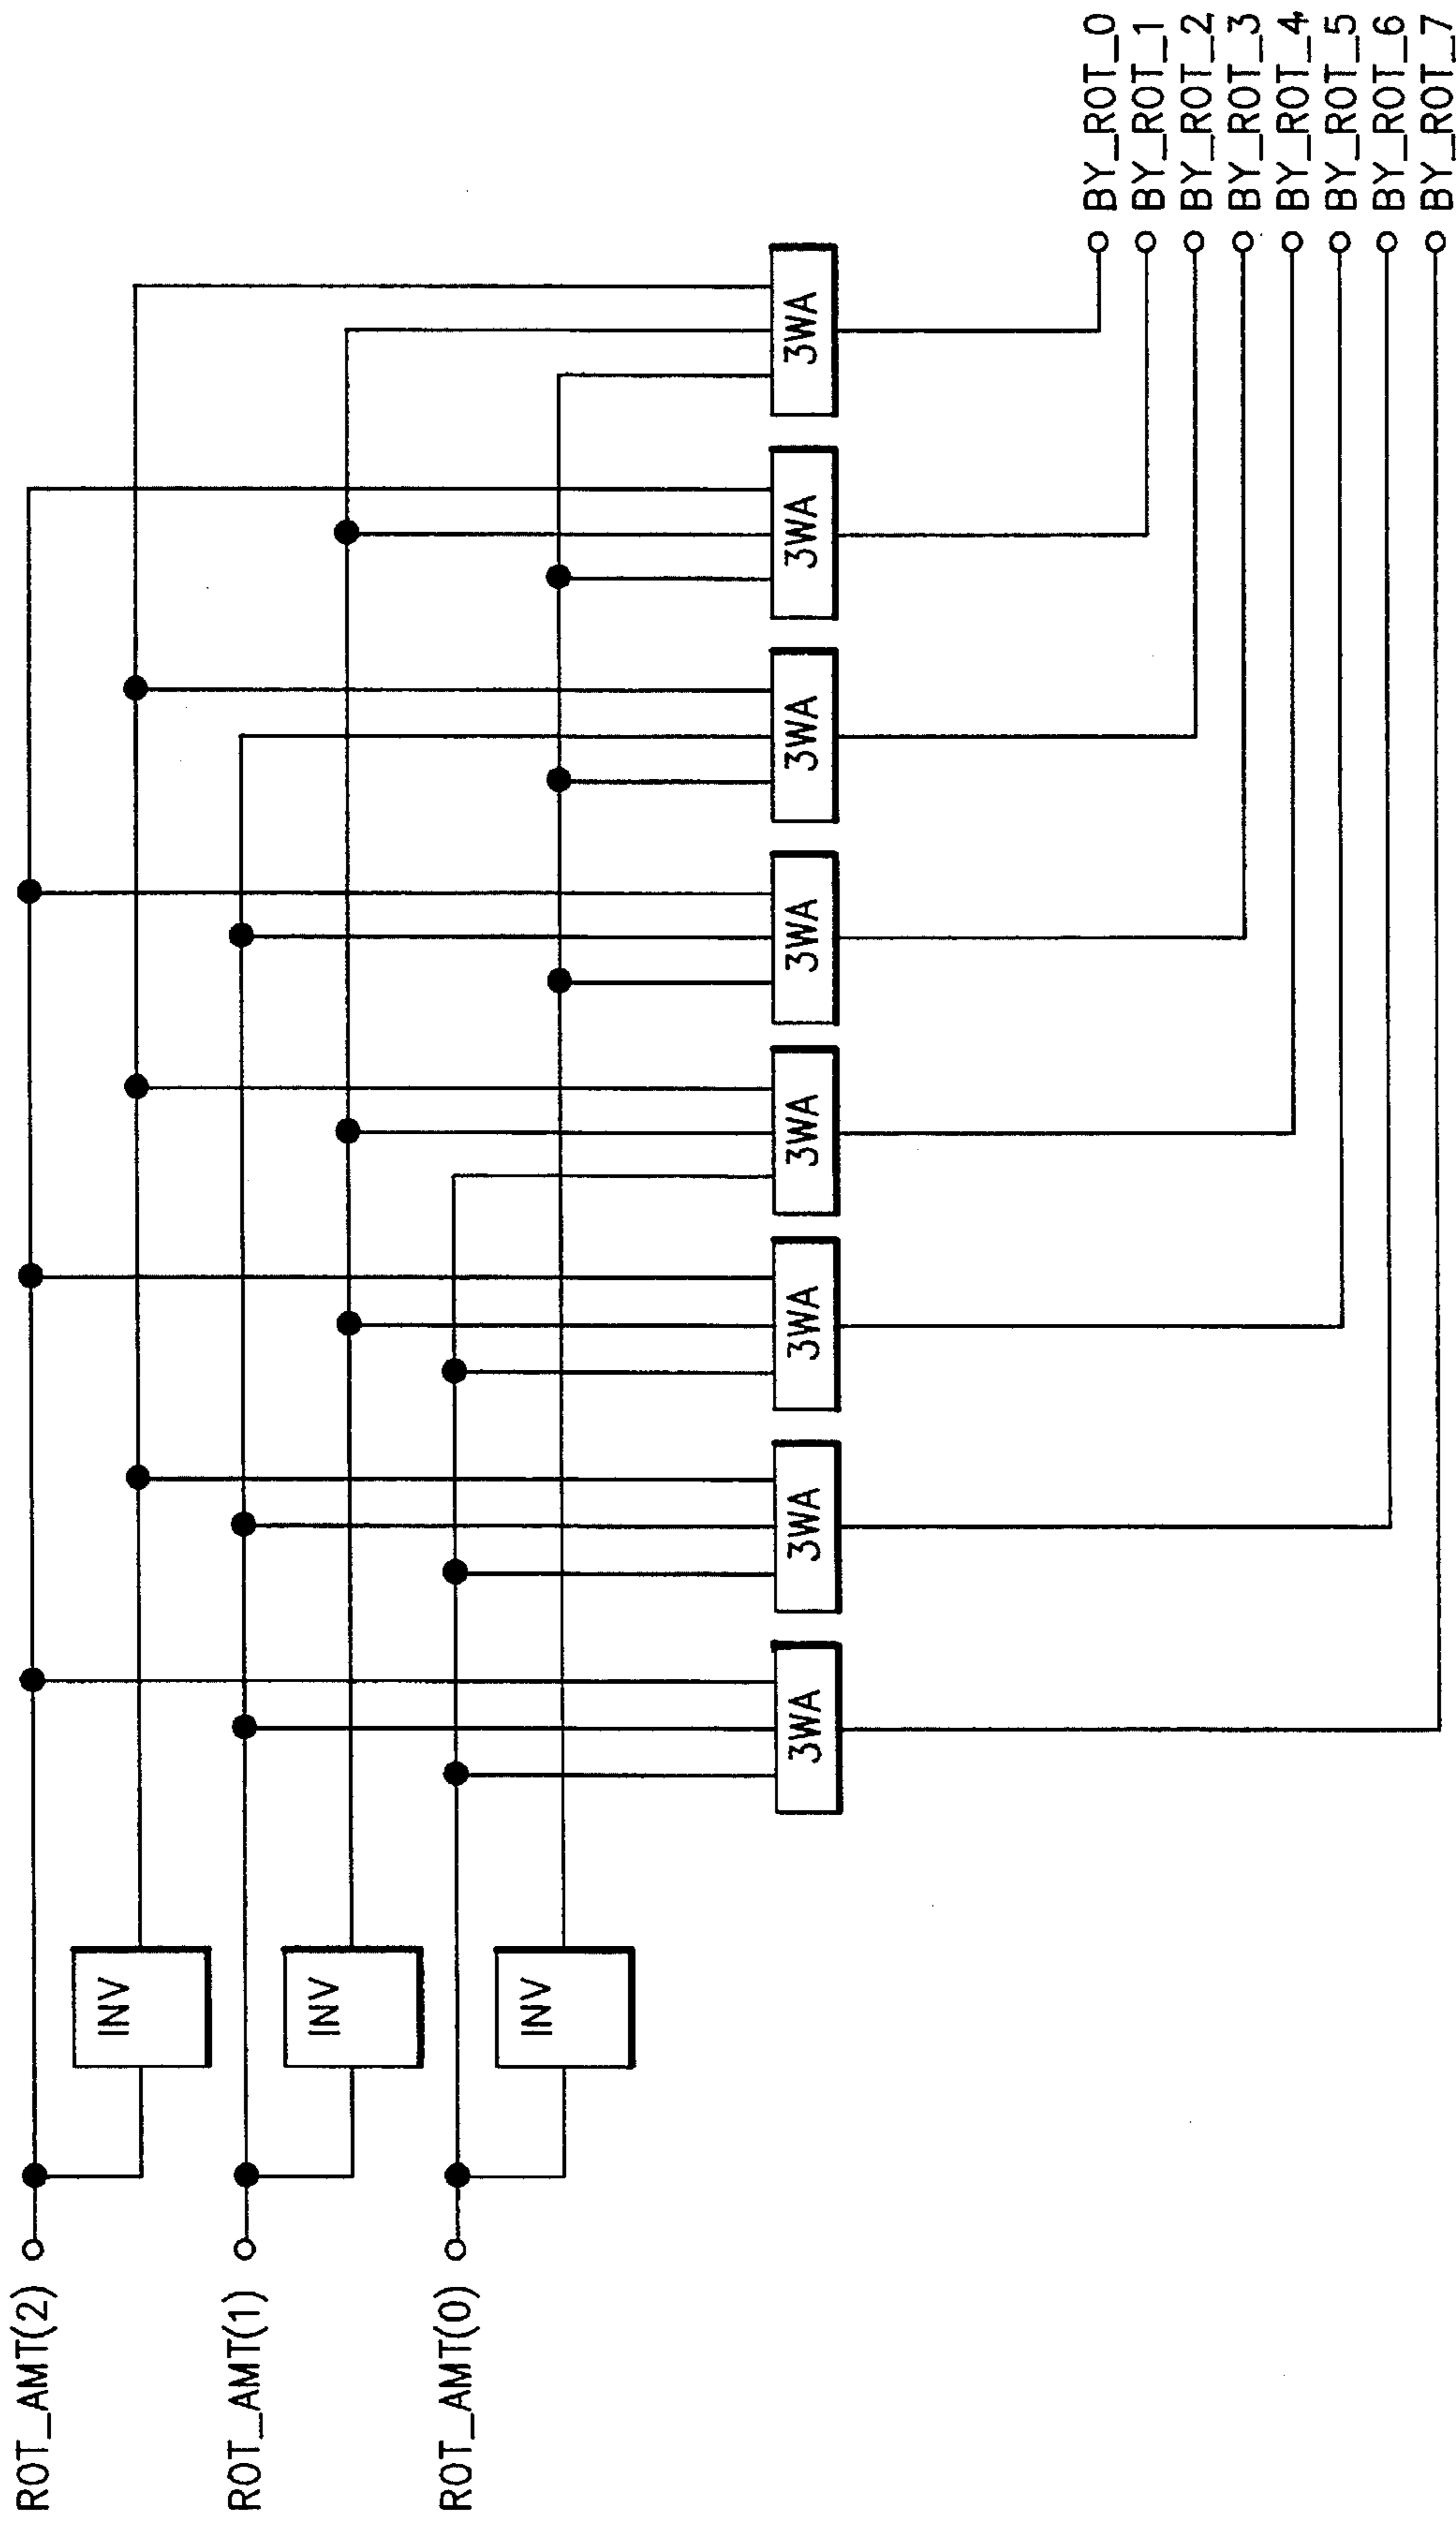 ROT_AMT(2)
ROT_AMT(1)
ROT_AMT(0)
INV
INV
INV
3WA
3WA
3WA
3WA
3WA
3WA
3WA
3WA
BY_ROT_0
BY_ROT_1
BY_ROT_2
BY_ROT_3
BY_ROT_4
BY_ROT_5
BY_ROT_6
BY_ROT_7